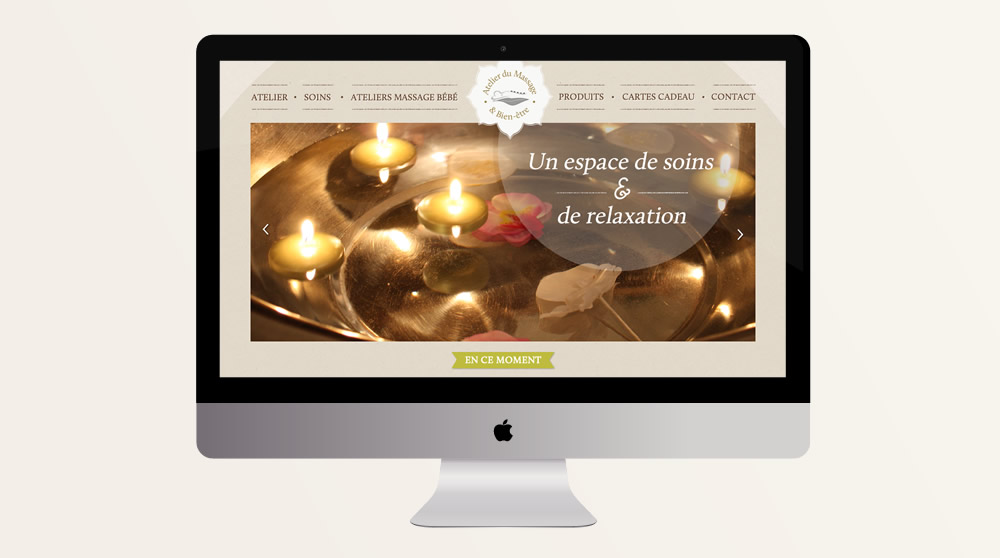 ATELIER • SOINS • ATELIERS MASSAGE BÉBÉ
Atelier du Massage
& Bien-être
PRODUITS • CARTES CADEAU • CONTACT
Un espace de soins
&
de relaxation
EN CE MOMENT